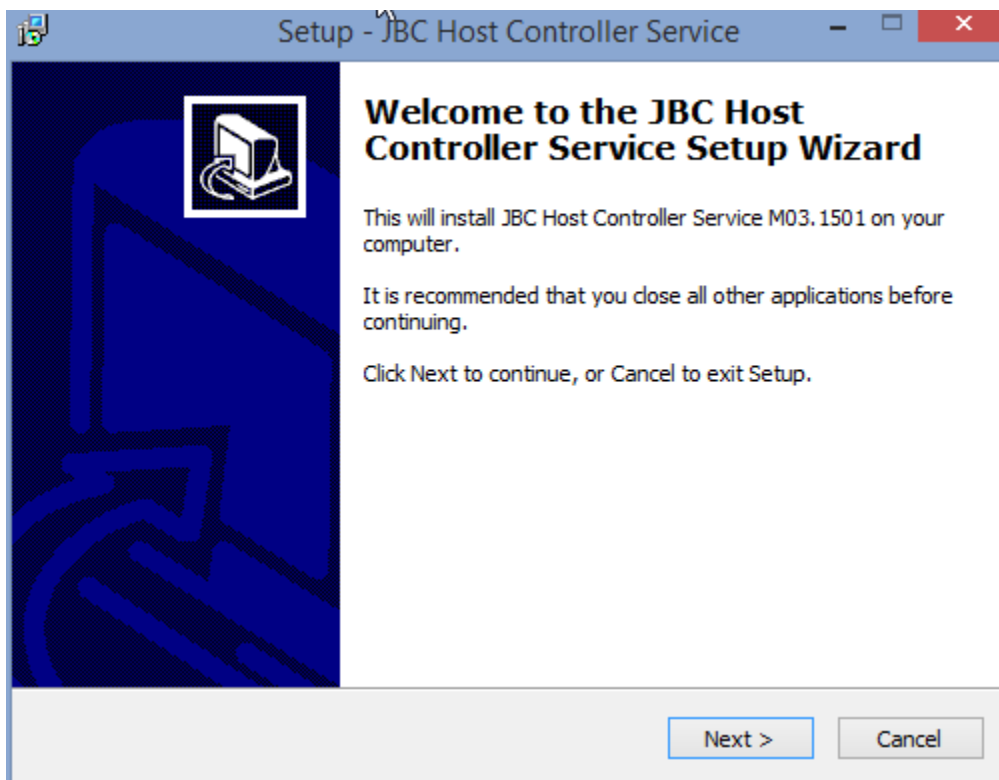 Setup - JBC Host Controller Service
Welcome to the JBC Host
Controller Service Setup Wizard
This will install JBC Host Controller Service M03.1501 on your
computer.
It is recommended that you close all other applications before
continuing.
Click Next to continue, or Cancel to exit Setup.
Next >
Cancel